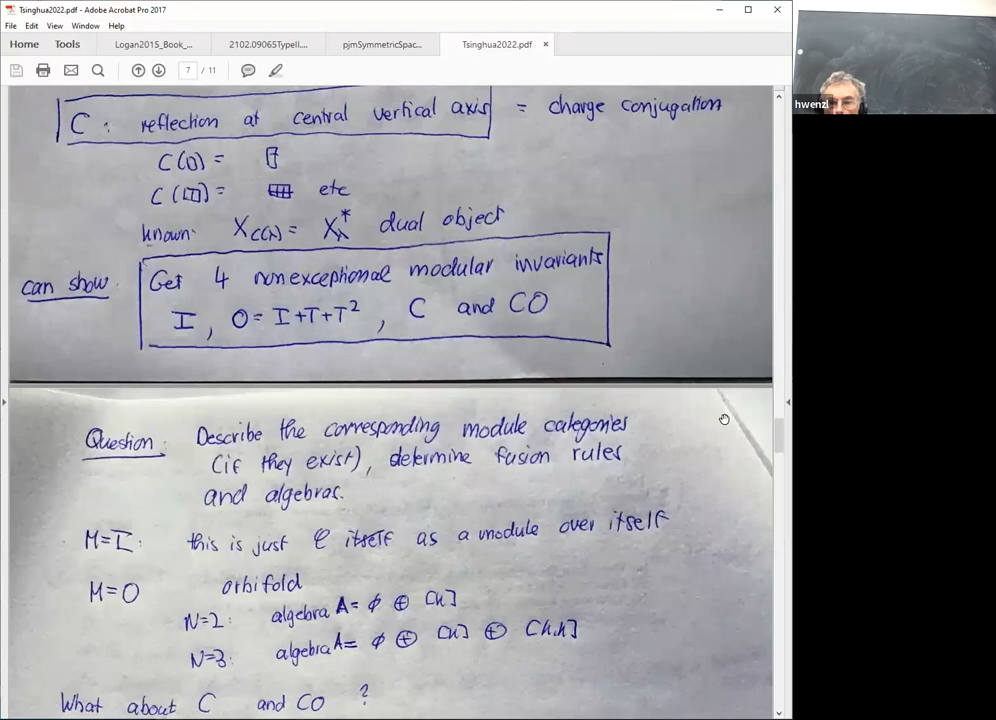 Tsinghua2022.pdf - Adobe Acrobat Pro 2017
File Edit View Window Help
Home Tools Logan2015_Book_... 2102.09065TypeII.... pjmSymmetricSpac... Tsinghua2022.pdf ×
7 / 11
hwenzl
C : reflection at central vertical axis = charge conjugation
C(□) =
C(□□) = etc
known: X_{C(λ)} = X_λ^* dual object
can show. Get 4 nonexceptional modular invariants
I , O = I+T+T² , C and CO
Question. Describe the corresponding module categories
(if they exist), determine fusion rules
and algebras.
M=I: this is just C itself as a module over itself
M=O orbifold
N=2: algebra A= ϕ ⊕ [k]
N=3: algebra A= ϕ ⊕ [k] ⊕ [k,k]
What about C and CO ?